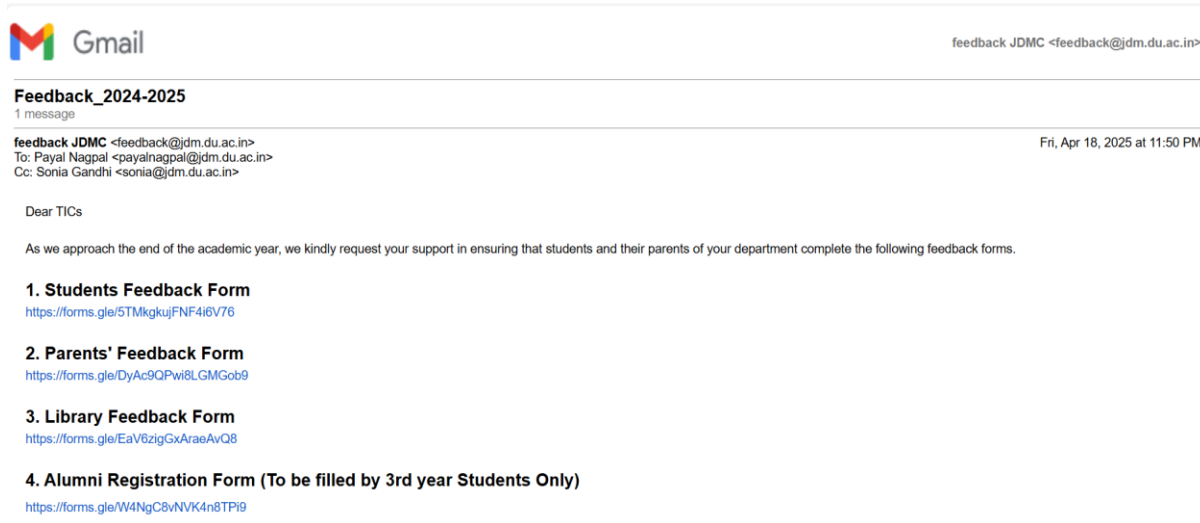 Gmail
feedback JDMC <feedback@jdm.du.ac.in>
Feedback_2024-2025
1 message
feedback JDMC <feedback@jdm.du.ac.in>
Fri, Apr 18, 2025 at 11:50 PM
To: Payal Nagpal <payalnagpal@jdm.du.ac.in>
Cc: Sonia Gandhi <sonia@jdm.du.ac.in>
Dear TICs
As we approach the end of the academic year, we kindly request your support in ensuring that students and their parents of your department complete the following feedback forms.
1. Students Feedback Form
https://forms.gle/5TMkgkujFNF4i6V76
2. Parents' Feedback Form
https://forms.gle/DyAc9QPwi8LGMGob9
3. Library Feedback Form
https://forms.gle/EaV6zigGxAraeAvQ8
4. Alumni Registration Form (To be filled by 3rd year Students Only)
https://forms.gle/W4NgC8vNVK4n8TPi9